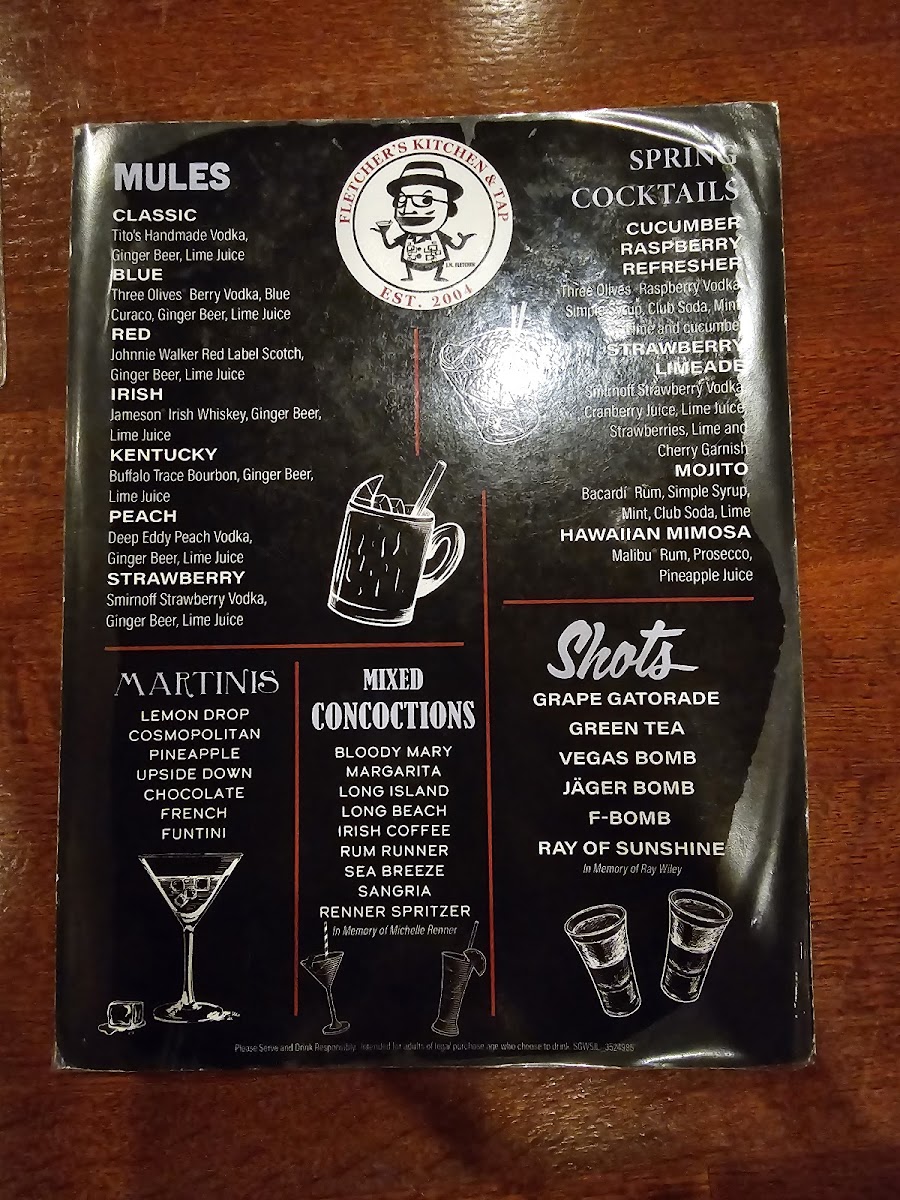 FLETCHER'S KITCHEN & TAP
J.H. FLETCHER
EST. 2004
MULES
CLASSIC
Tito's Handmade Vodka,
Ginger Beer, Lime Juice
BLUE
Three Olives® Berry Vodka, Blue
Curaco, Ginger Beer, Lime Juice
RED
Johnnie Walker Red Label Scotch,
Ginger Beer, Lime Juice
IRISH
Jameson® Irish Whiskey, Ginger Beer,
Lime Juice
KENTUCKY
Buffalo Trace Bourbon, Ginger Beer,
Lime Juice
PEACH
Deep Eddy Peach Vodka,
Ginger Beer, Lime Juice
STRAWBERRY
Smirnoff Strawberry Vodka,
Ginger Beer, Lime Juice
SPRING
COCKTAILS
CUCUMBER
RASPBERRY
REFRESHER
Three Olives® Raspberry Vodka,
Simple Syrup, Club Soda, Mint,
Lime and cucumber
STRAWBERRY
LIMEADE
Smirnoff Strawberry Vodka,
Cranberry Juice, Lime Juice,
Strawberries, Lime and
Cherry Garnish
MOJITO
Bacardi® Rum, Simple Syrup,
Mint, Club Soda, Lime
HAWAIIAN MIMOSA
Malibu® Rum, Prosecco,
Pineapple Juice
MARTINIS
LEMON DROP
COSMOPOLITAN
PINEAPPLE
UPSIDE DOWN
CHOCOLATE
FRENCH
FUNTINI
MIXED
CONCOCTIONS
BLOODY MARY
MARGARITA
LONG ISLAND
LONG BEACH
IRISH COFFEE
RUM RUNNER
SEA BREEZE
SANGRIA
RENNER SPRITZER
In Memory of Michelle Renner
Shots
GRAPE GATORADE
GREEN TEA
VEGAS BOMB
JÄGER BOMB
F-BOMB
RAY OF SUNSHINE
In Memory of Ray Wiley
Please Serve and Drink Responsibly. Intended for adults of legal purchase age who choose to drink. SGWSIL. 3524995